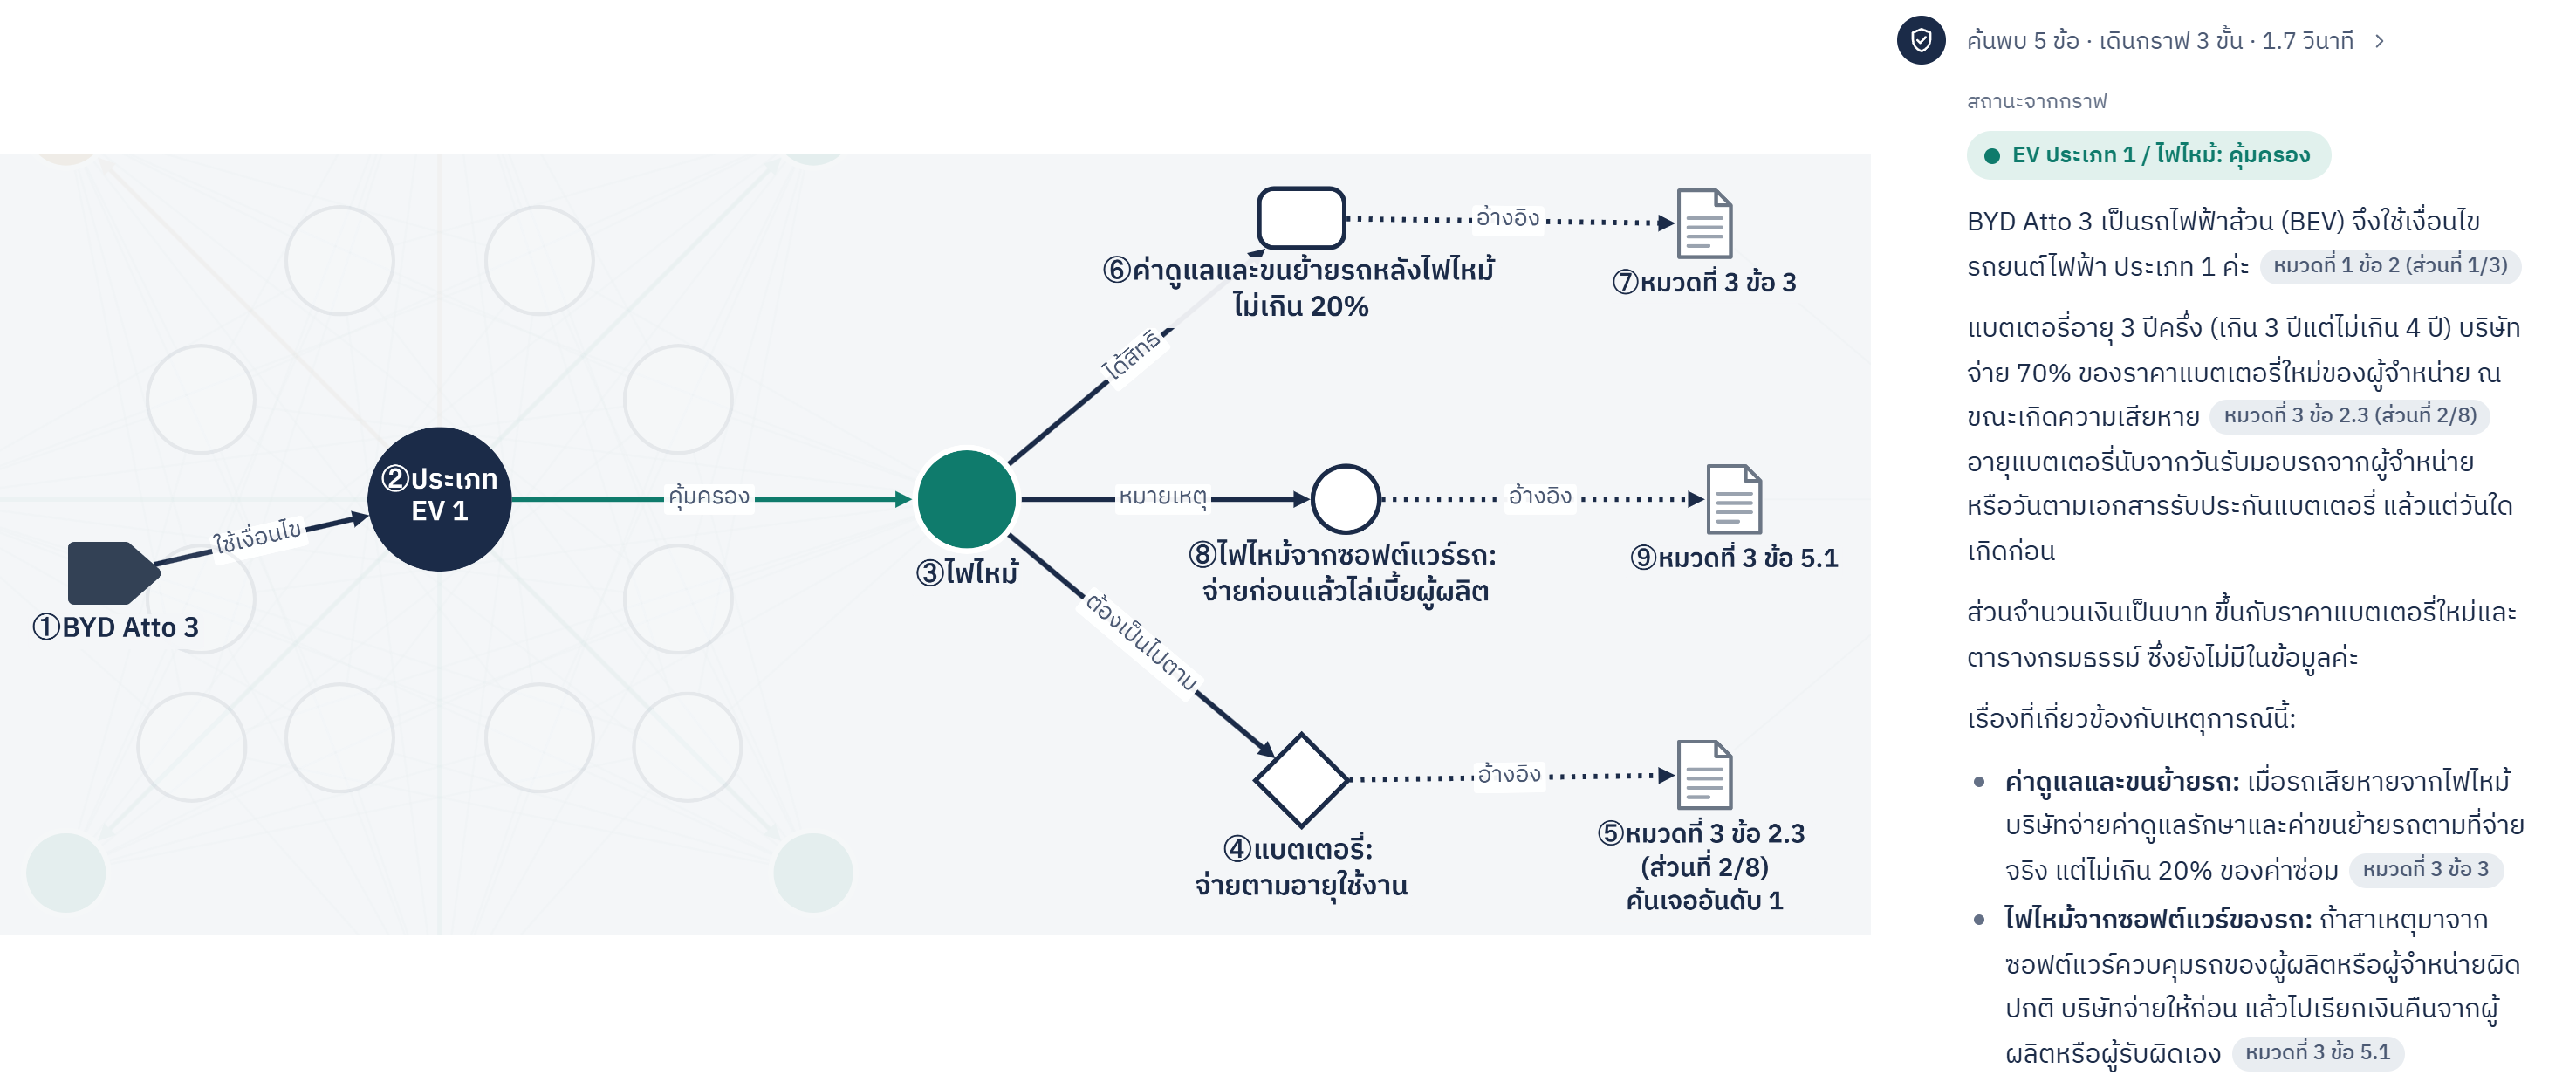 ①BYD Atto 3
ใช้เงื่อนไข
②ประเภท
EV 1
คุ้มครอง
③ไฟไหม้
ได้สิทธิ์
⑥ค่าดูแลและขนย้ายรถหลังไฟไหม้
ไม่เกิน 20%
อ้างอิง
⑦หมวดที่ 3 ข้อ 3
หมายเหตุ
⑧ไฟไหม้จากซอฟต์แวร์รถ:
จ่ายก่อนแล้วไล่เบี้ยผู้ผลิต
อ้างอิง
⑨หมวดที่ 3 ข้อ 5.1
ต้องเป็นไปตาม
④แบตเตอรี่:
จ่ายตามอายุใช้งาน
อ้างอิง
⑤หมวดที่ 3 ข้อ 2.3
(ส่วนที่ 2/8)
ค้นเจออันดับ 1
ค้นพบ 5 ข้อ · เดินกราฟ 3 ขั้น · 1.7 วินาที
สถานะจากกราฟ
EV ประเภท 1 / ไฟไหม้: คุ้มครอง
BYD Atto 3 เป็นรถไฟฟ้าล้วน (BEV) จึงใช้เงื่อนไข
รถยนต์ไฟฟ้า ประเภท 1 ค่ะ หมวดที่ 1 ข้อ 2 (ส่วนที่ 1/3)
แบตเตอรี่อายุ 3 ปีครึ่ง (เกิน 3 ปีแต่ไม่เกิน 4 ปี) บริษัท
จ่าย 70% ของราคาแบตเตอรี่ใหม่ของผู้จำหน่าย ณ
ขณะเกิดความเสียหาย หมวดที่ 3 ข้อ 2.3 (ส่วนที่ 2/8)
อายุแบตเตอรี่นับจากวันรับมอบรถจากผู้จำหน่าย
หรือวันตามเอกสารรับประกันแบตเตอรี่ แล้วแต่วันใด
เกิดก่อน
ส่วนจำนวนเงินเป็นบาท ขึ้นกับราคาแบตเตอรี่ใหม่และ
ตารางกรมธรรม์ ซึ่งยังไม่มีในข้อมูลค่ะ
เรื่องที่เกี่ยวข้องกับเหตุการณ์นี้:
ค่าดูแลและขนย้ายรถ: เมื่อรถเสียหายจากไฟไหม้
บริษัทจ่ายค่าดูแลรักษาและค่าขนย้ายรถตามที่จ่าย
จริง แต่ไม่เกิน 20% ของค่าซ่อม หมวดที่ 3 ข้อ 3
ไฟไหม้จากซอฟต์แวร์ของรถ: ถ้าสาเหตุมาจาก
ซอฟต์แวร์ควบคุมรถของผู้ผลิตหรือผู้จำหน่ายผิด
ปกติ บริษัทจ่ายให้ก่อน แล้วไปเรียกเงินคืนจากผู้
ผลิตหรือผู้รับผิดเอง หมวดที่ 3 ข้อ 5.1